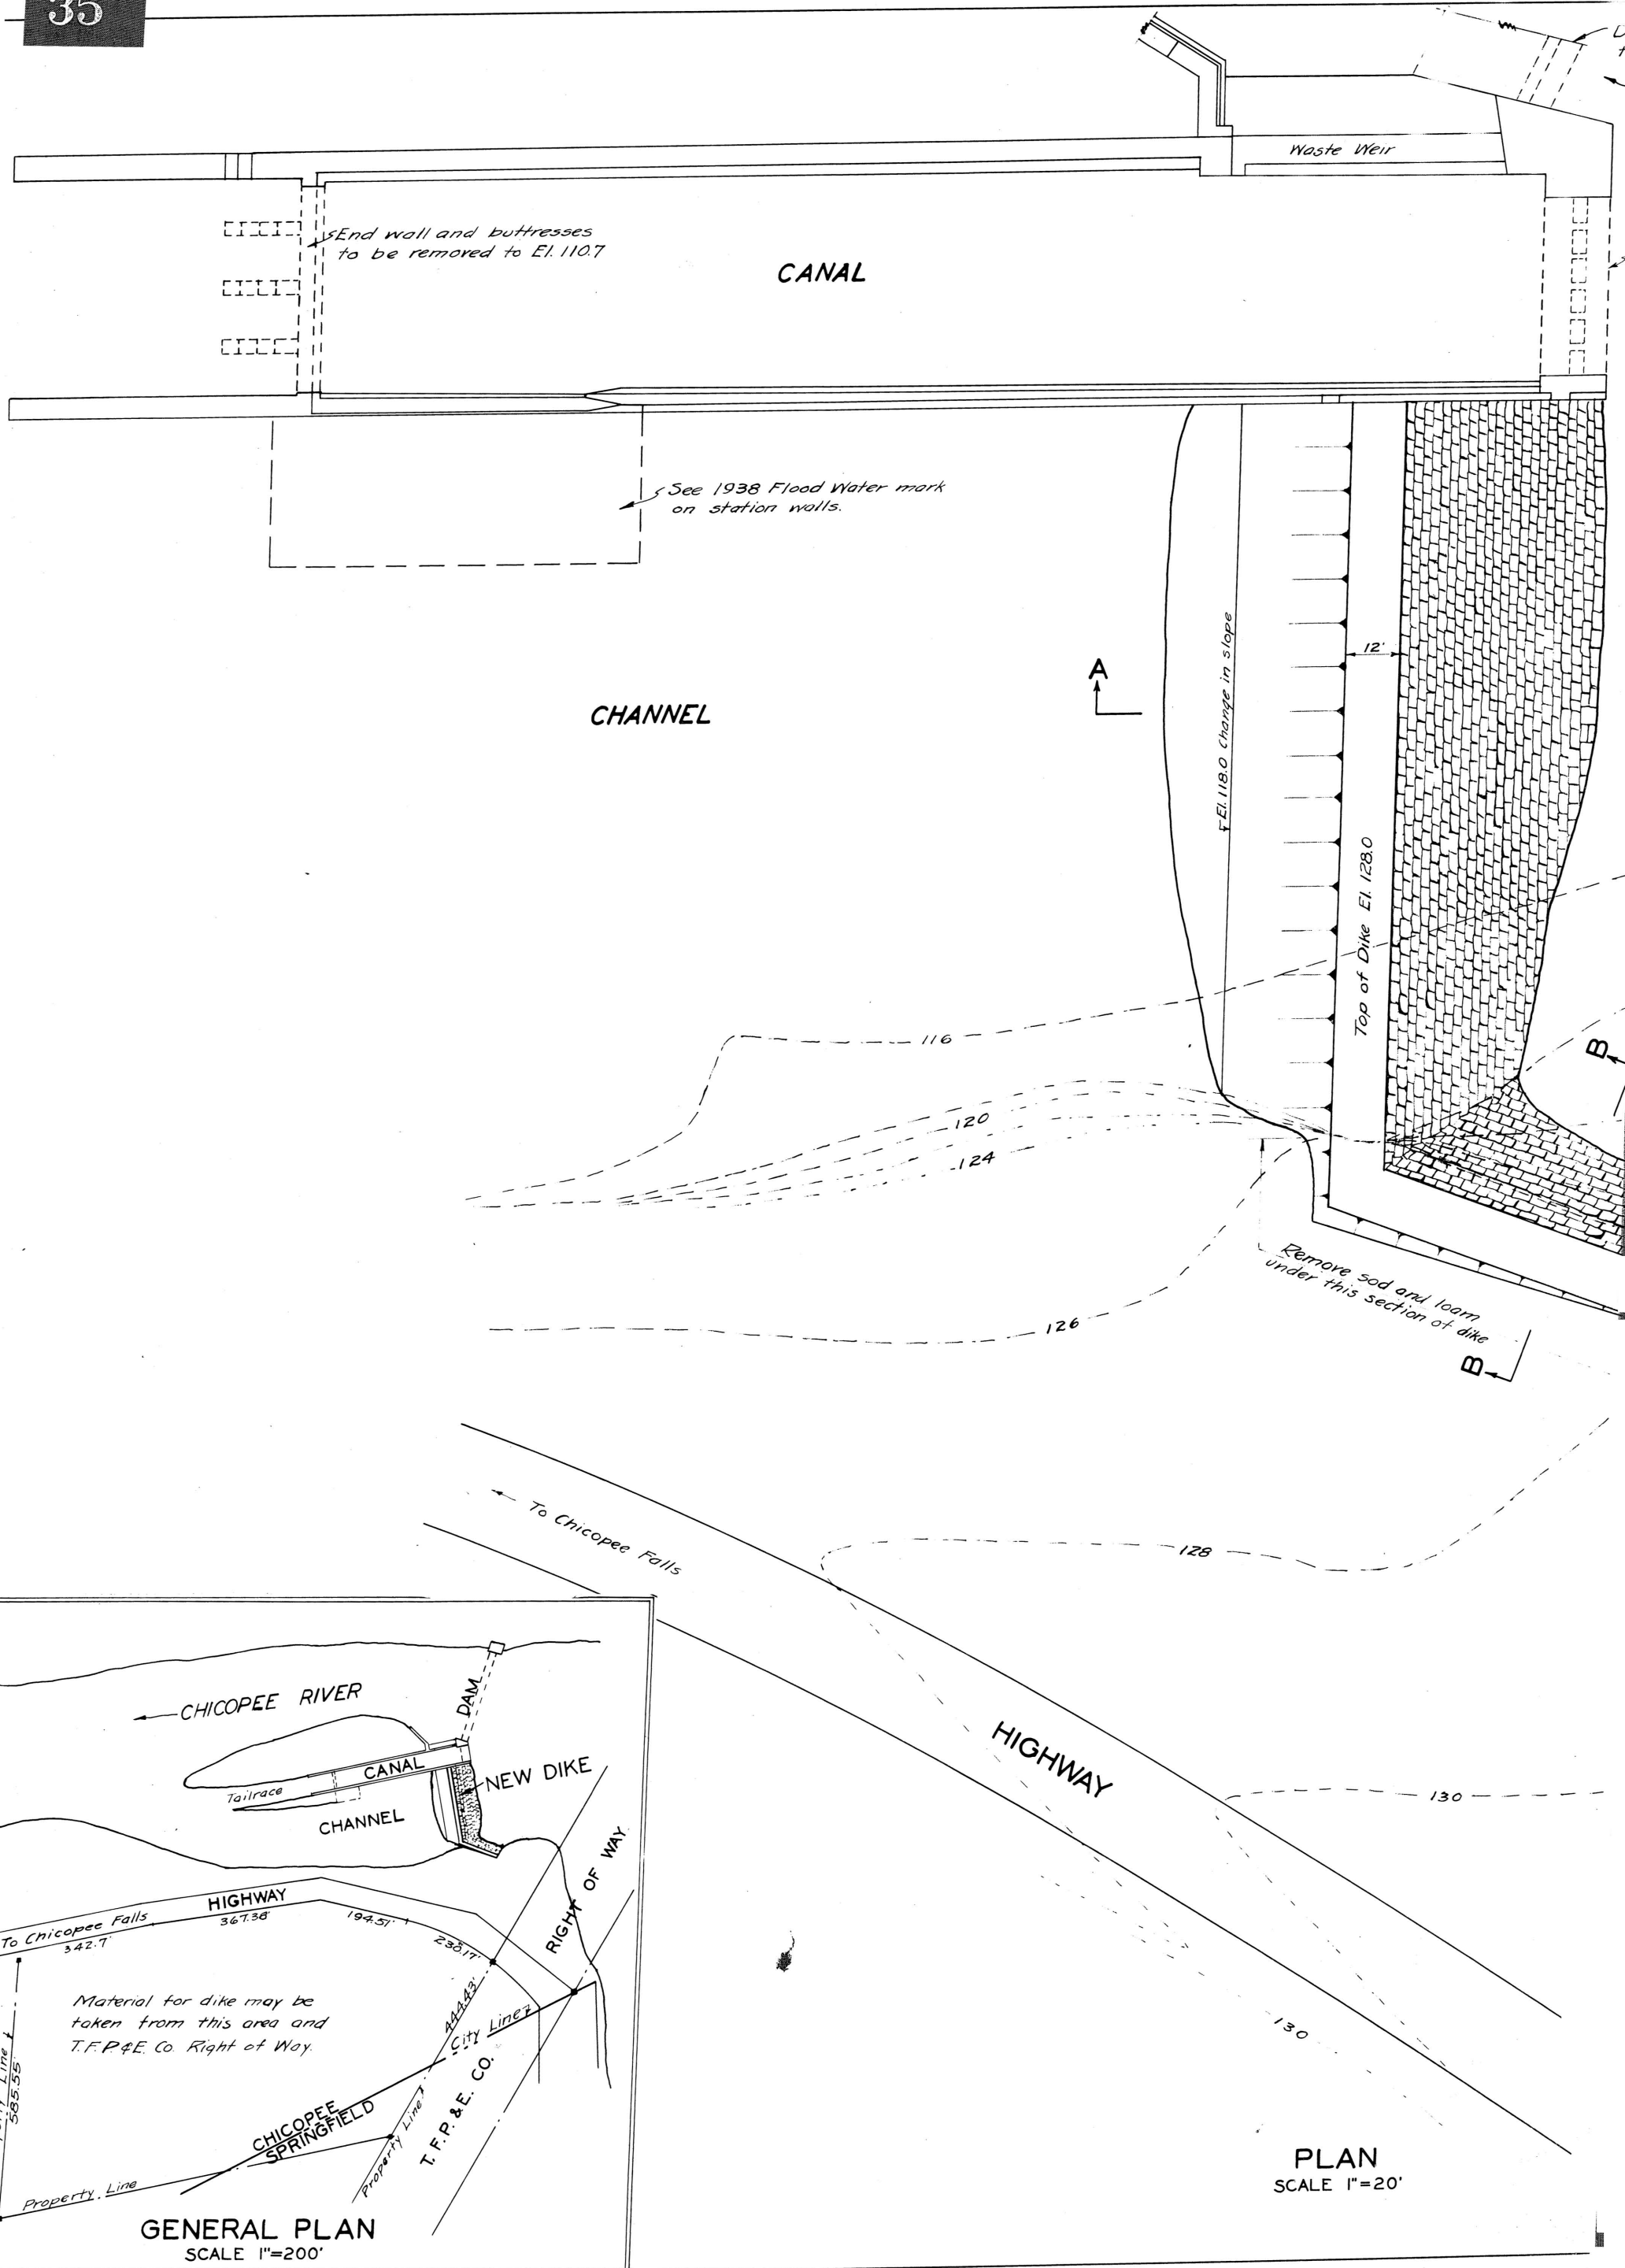 35
Waste Weir
End wall and buttresses
to be removed to El. 110.7
CANAL
See 1938 Flood Water mark
on station walls.
CHANNEL
A
El. 118.0 Change in slope
12'
Top of Dike El. 128.0
B
116
120
124
126
Remove sod and loam
under this section of dike
B
To Chicopee Falls
128
HIGHWAY
130
130
PLAN
SCALE 1"=20'
CHICOPEE RIVER
DAM
CANAL
NEW DIKE
Tailrace
CHANNEL
RIGHT OF WAY
HIGHWAY
To Chicopee Falls
367.38'
194.51'
342.7'
238.17'
Material for dike may be
taken from this area and
T.F.P.&E. Co. Right of Way.
444.43'
City Line
Line
585.55'
CHICOPEE
SPRINGFIELD
Property Line
T.F.P. & E. CO.
Property Line
GENERAL PLAN
SCALE 1"=200'